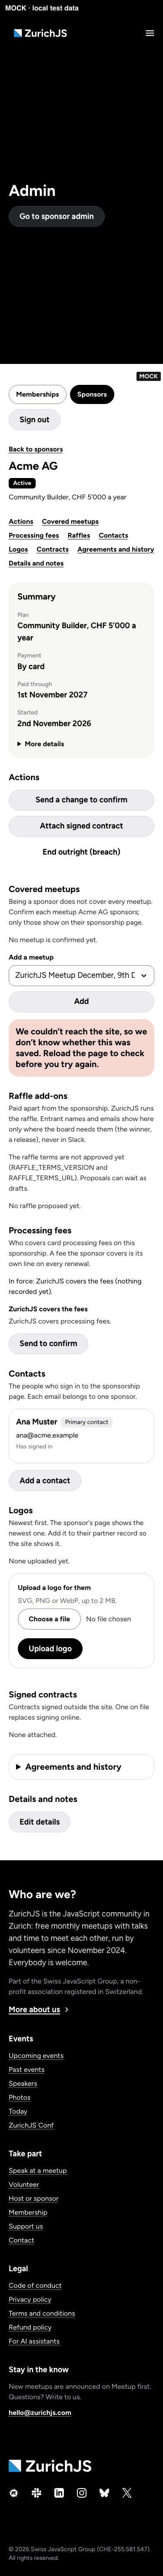 MOCK · local test data
ZurichJS
Admin
Go to sponsor admin
MOCK
Memberships
Sponsors
Sign out
Back to sponsors
Acme AG
Active
Community Builder, CHF 5'000 a year
Actions Covered meetups
Processing fees Raffles Contacts
Logos Contracts Agreements and history
Details and notes
Summary
Plan
Community Builder, CHF 5'000 a
year
Payment
By card
Paid through
1st November 2027
Started
2nd November 2026
More details
Actions
Send a change to confirm
Attach signed contract
End outright (breach)
Covered meetups
Being a sponsor does not cover every meetup.
Confirm each meetup Acme AG sponsors;
only those show on their sponsorship page.
No meetup is confirmed yet.
Add a meetup
ZurichJS Meetup December, 9th D
Add
We couldn't reach the site, so we
don't know whether this was
saved. Reload the page to check
before you try again.
Raffle add-ons
Paid apart from the sponsorship. ZurichJS runs
the raffle. Entrant names and emails show here
only where the board needs them (the winner,
a release), never in Slack.
The raffle terms are not approved yet
(RAFFLE_TERMS_VERSION and
RAFFLE_TERMS_URL). Proposals can wait as
drafts.
No raffle proposed yet.
Processing fees
Who covers card processing fees on this
sponsorship. A fee the sponsor covers is its
own line on every renewal.
In force: ZurichJS covers the fees (nothing
recorded yet).
ZurichJS covers the fees
ZurichJS covers processing fees.
Send to confirm
Contacts
The people who sign in to the sponsorship
page. Each email belongs to one sponsor.
Ana Muster Primary contact
ana@acme.example
Has signed in
Add a contact
Logos
Newest first. The sponsor's page shows the
newest one. Add it to their partner record so
the site shows it.
None uploaded yet.
Upload a logo for them
SVG, PNG or WebP, up to 2 MB.
Choose a file No file chosen
Upload logo
Signed contracts
Contracts signed outside the site. One on file
replaces signing online.
None attached.
Agreements and history
Details and notes
Edit details
Who are we?
ZurichJS is the JavaScript community in
Zurich: free monthly meetups with talks
and time to meet each other, run by
volunteers since November 2024.
Everybody is welcome.
Part of the Swiss JavaScript Group, a non-
profit association registered in Switzerland.
More about us
Events
Upcoming events
Past events
Speakers
Photos
Today
ZurichJS Conf
Take part
Speak at a meetup
Volunteer
Host or sponsor
Membership
Support us
Contact
Legal
Code of conduct
Privacy policy
Terms and conditions
Refund policy
For AI assistants
Stay in the know
New meetups are announced on Meetup first.
Questions? Write to us.
hello@zurichjs.com
ZurichJS
© 2026 Swiss JavaScript Group (CHE-255.581.547).
All rights reserved.